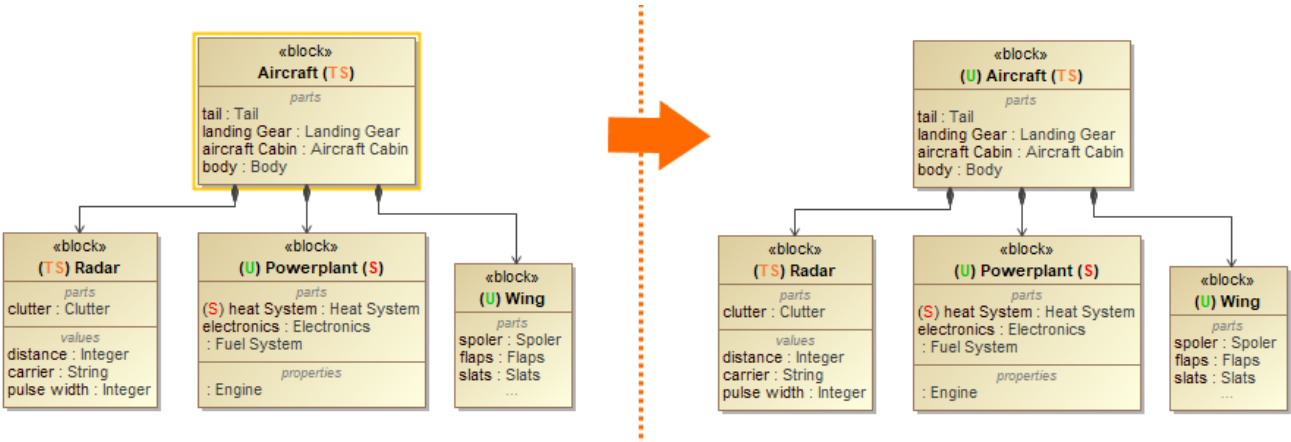 «block»
Aircraft (TS)
parts
tail : Tail
landing Gear : Landing Gear
aircraft Cabin : Aircraft Cabin
body : Body
«block»
(TS) Radar
parts
clutter : Clutter
values
distance : Integer
carrier : String
pulse width : Integer
«block»
(U) Powerplant (S)
parts
(S) heat System : Heat System
electronics : Electronics
: Fuel System
properties
: Engine
«block»
(U) Wing
parts
spoler : Spoler
flaps : Flaps
slats : Slats
...
«block»
(U) Aircraft (TS)
parts
tail : Tail
landing Gear : Landing Gear
aircraft Cabin : Aircraft Cabin
body : Body
«block»
(TS) Radar
parts
clutter : Clutter
values
distance : Integer
carrier : String
pulse width : Integer
«block»
(U) Powerplant (S)
parts
(S) heat System : Heat System
electronics : Electronics
: Fuel System
properties
: Engine
«block»
(U) Wing
parts
spoler : Spoler
flaps : Flaps
slats : Slats
...